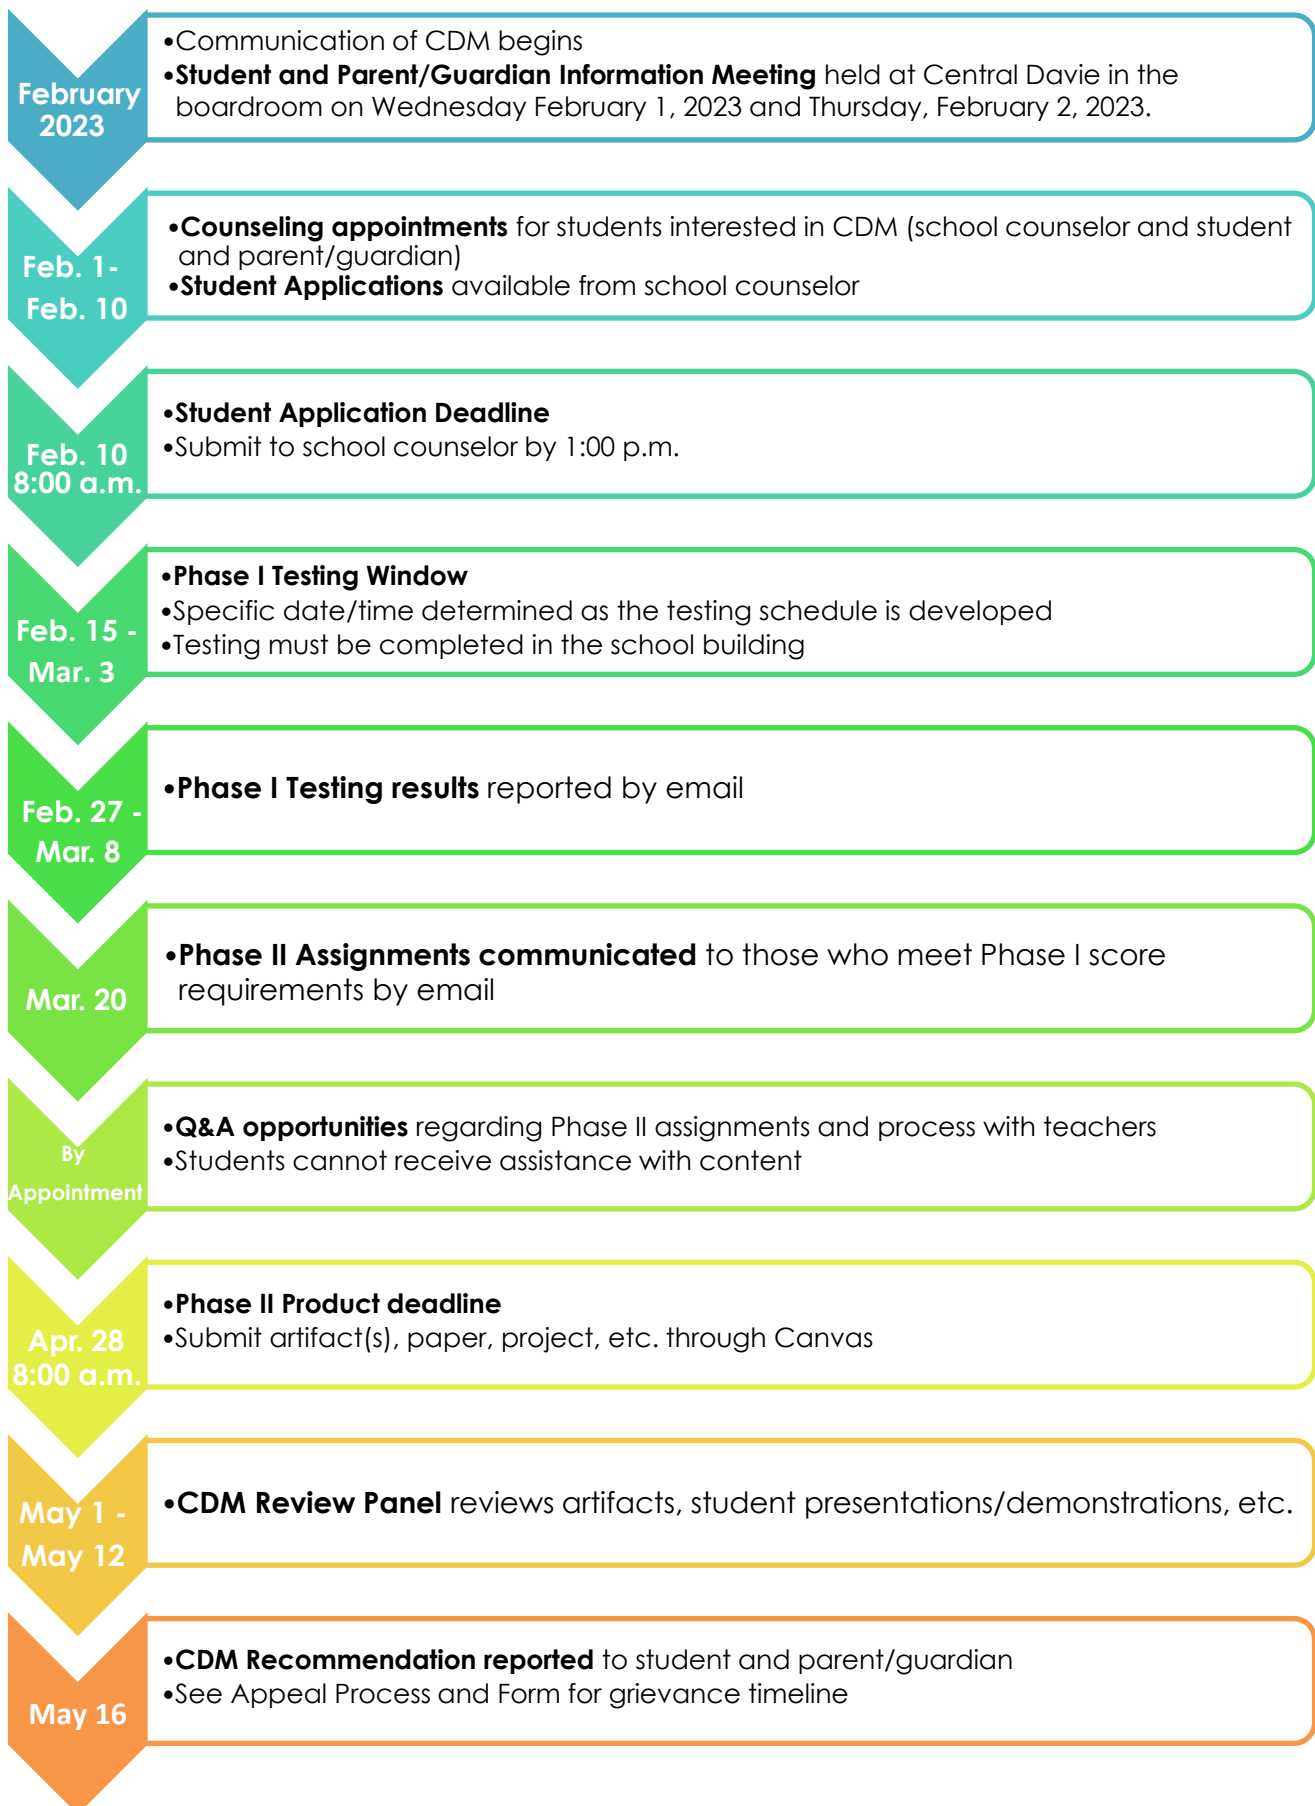 February
2023
•Communication of CDM begins
•Student and Parent/Guardian Information Meeting held at Central Davie in the
boardroom on Wednesday February 1, 2023 and Thursday, February 2, 2023.
Feb. 1-
Feb. 10
•Counseling appointments for students interested in CDM (school counselor and student
and parent/guardian)
•Student Applications available from school counselor
Feb. 10
8:00 a.m.
•Student Application Deadline
•Submit to school counselor by 1:00 p.m.
Feb. 15 -
Mar. 3
•Phase I Testing Window
•Specific date/time determined as the testing schedule is developed
•Testing must be completed in the school building
Feb. 27 -
Mar. 8
•Phase I Testing results reported by email
Mar. 20
•Phase II Assignments communicated to those who meet Phase I score
requirements by email
By
Appointment
•Q&A opportunities regarding Phase II assignments and process with teachers
•Students cannot receive assistance with content
Apr. 28
8:00 a.m.
•Phase II Product deadline
•Submit artifact(s), paper, project, etc. through Canvas
May 1 -
May 12
•CDM Review Panel reviews artifacts, student presentations/demonstrations, etc.
May 16
•CDM Recommendation reported to student and parent/guardian
•See Appeal Process and Form for grievance timeline